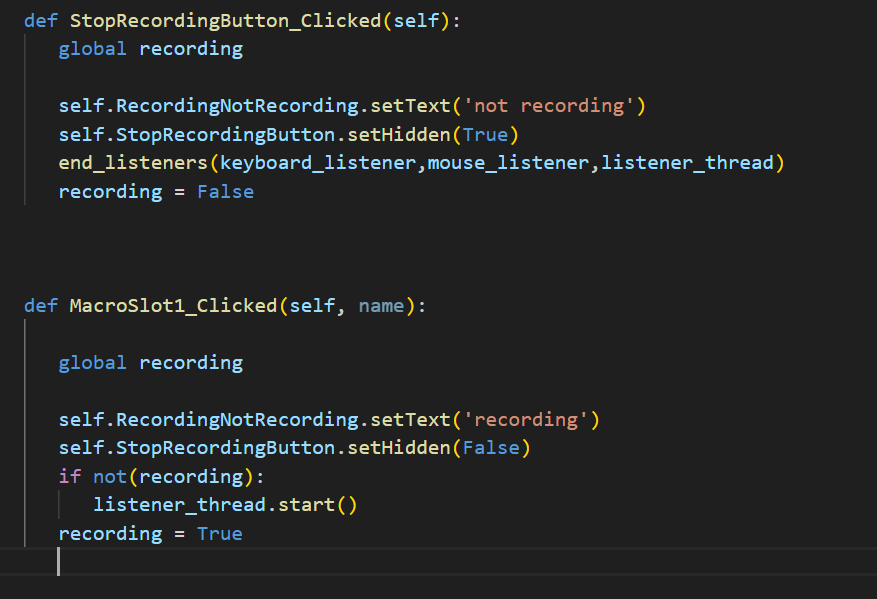 def StopRecordingButton_Clicked(self):
global recording
self.RecordingNotRecording.setText('not recording')
self.StopRecordingButton.setHidden(True)
end_listeners(keyboard_listener,mouse_listener,listener_thread)
recording = False
def MacroSlot1_Clicked(self, name):
global recording
self.RecordingNotRecording.setText('recording')
self.StopRecordingButton.setHidden(False)
if not(recording):
listener_thread.start()
recording = True